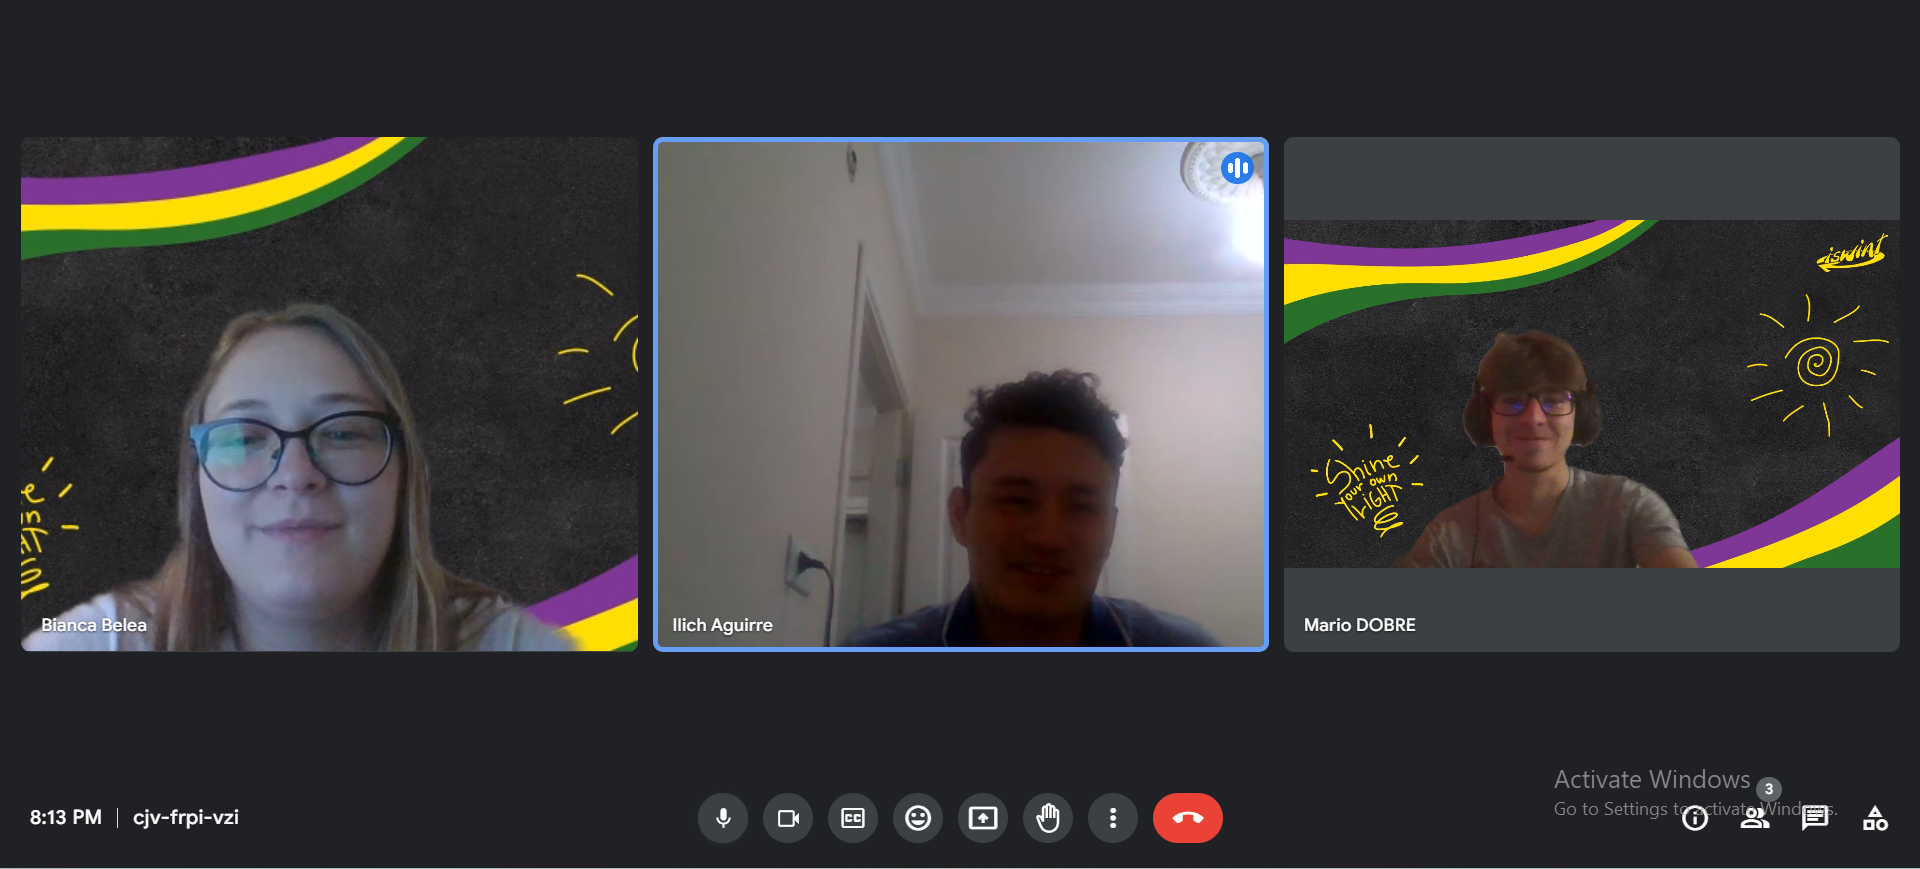 iswint
Shine
your own
LIGHT
Bianca Belea
Ilich Aguirre
Mario DOBRE
Activate Windows
Go to Settings to activate Windows.
3
8:13 PM
cjv-frpi-vzi
CC